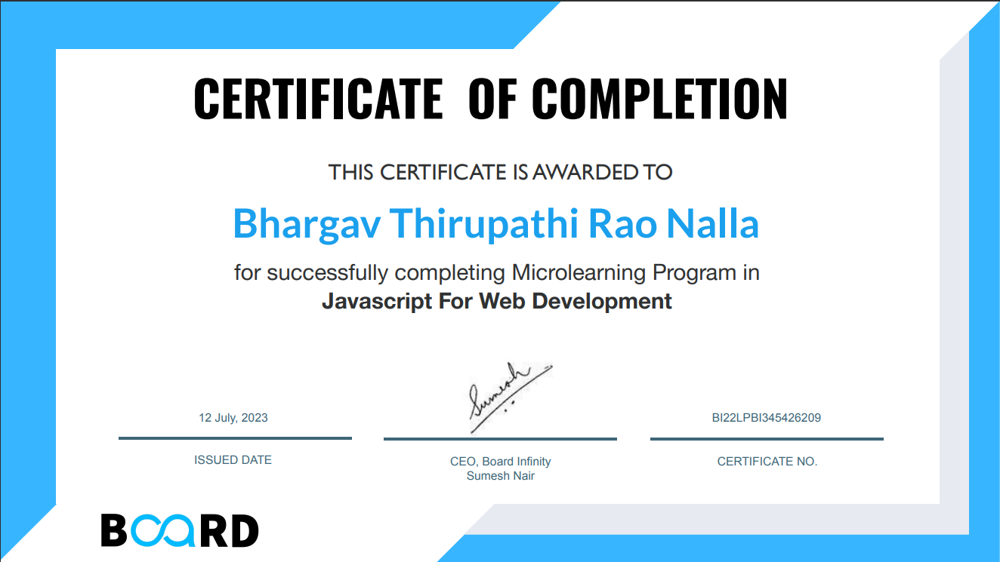 CERTIFICATE OF COMPLETION
THIS CERTIFICATE IS AWARDED TO
Bhargav Thirupathi Rao Nalla
for successfully completing Microlearning Program in
Javascript For Web Development
Sumesh
12 July, 2023
BI22LPBI345426209
ISSUED DATE
CEO, Board Infinity
Sumesh Nair
CERTIFICATE NO.
BOARD